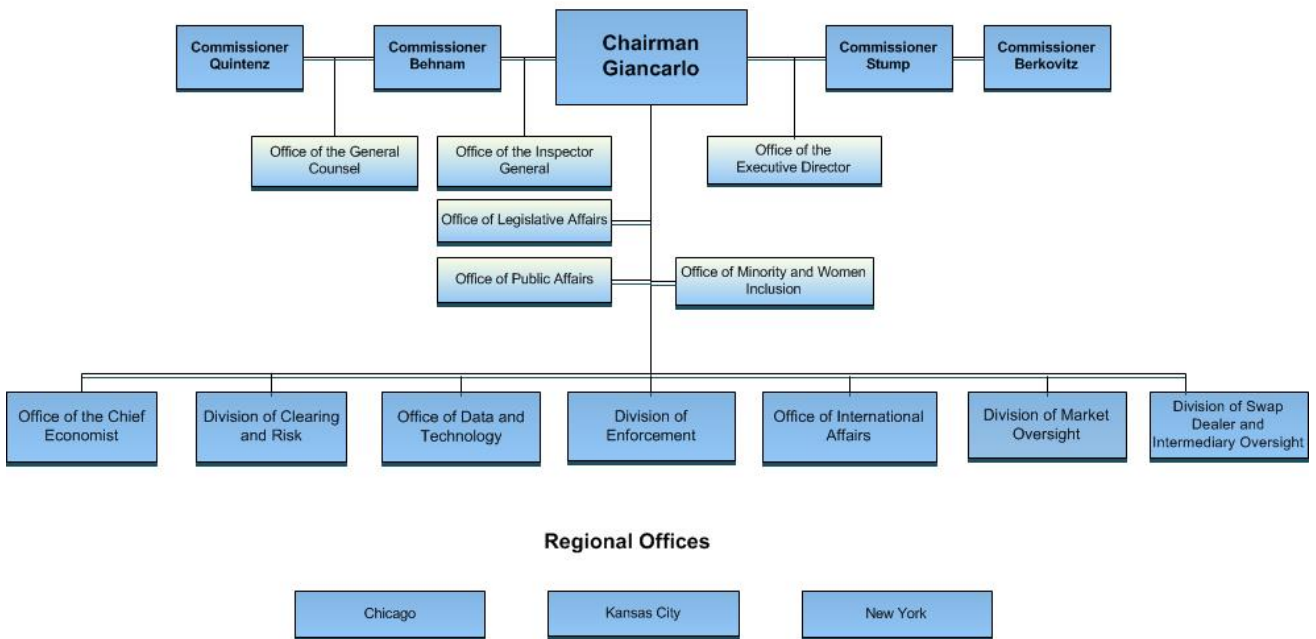 Commissioner
Quintenz
Commissioner
Behnam
Chairman
Giancarlo
Commissioner
Stump
Commissioner
Berkovitz
Office of the General
Counsel
Office of the Inspector
General
Office of the
Executive Director
Office of Legislative Affairs
Office of Public Affairs
Office of Minority and Women
Inclusion
Office of the Chief
Economist
Division of Clearing
and Risk
Office of Data and
Technology
Division of
Enforcement
Office of International
Affairs
Division of Market
Oversight
Division of Swap
Dealer and
Intermediary Oversight
Regional Offices
Chicago
Kansas City
New York